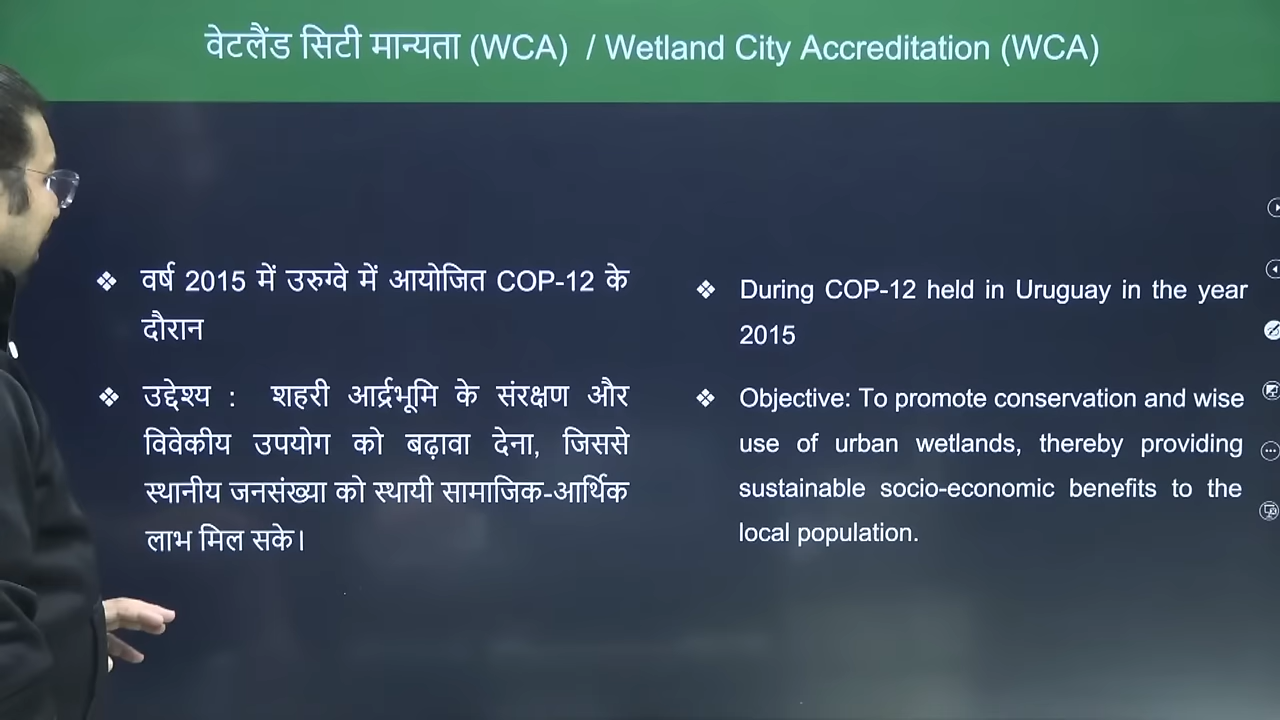 वेटलैंड सिटी मान्यता (WCA) / Wetland City Accreditation (WCA)
❖ वर्ष 2015 में उरुग्वे में आयोजित COP-12 के
दौरान
❖ उद्देश्य : शहरी आर्द्रभूमि के संरक्षण और
विवेकीय उपयोग को बढ़ावा देना, जिससे
स्थानीय जनसंख्या को स्थायी सामाजिक-आर्थिक
लाभ मिल सके।
❖ During COP-12 held in Uruguay in the year
2015
❖ Objective: To promote conservation and wise
use of urban wetlands, thereby providing
sustainable socio-economic benefits to the
local population.